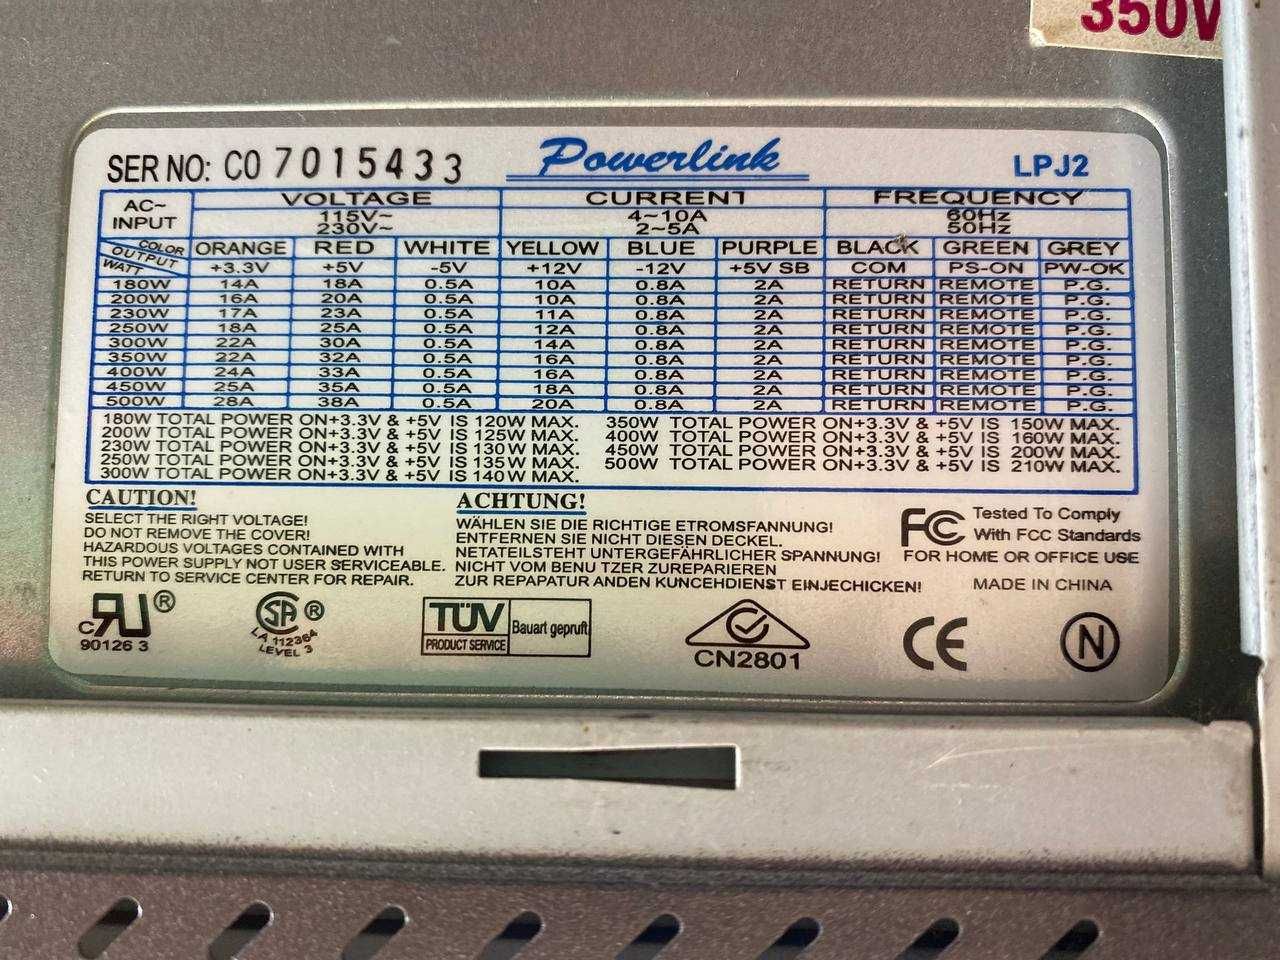 350W
SER NO: C0 7015433 Powerlink LPJ2
AC~ INPUT VOLTAGE CURRENT FREQUENCY
115V~ 4~10A 60Hz
230V~ 2~5A 50Hz
COLOR OUTPUT WATT ORANGE RED WHITE YELLOW BLUE PURPLE BLACK GREEN GREY
+3.3V +5V -5V +12V -12V +5V SB COM PS-ON PW-OK
180W 14A 18A 0.5A 10A 0.8A 2A RETURN REMOTE P.G.
200W 16A 20A 0.5A 10A 0.8A 2A RETURN REMOTE P.G.
230W 17A 23A 0.5A 11A 0.8A 2A RETURN REMOTE P.G.
250W 18A 25A 0.5A 12A 0.8A 2A RETURN REMOTE P.G.
300W 22A 30A 0.5A 14A 0.8A 2A RETURN REMOTE P.G.
350W 22A 32A 0.5A 16A 0.8A 2A RETURN REMOTE P.G.
400W 24A 33A 0.5A 16A 0.8A 2A RETURN REMOTE P.G.
450W 25A 35A 0.5A 18A 0.8A 2A RETURN REMOTE P.G.
500W 28A 38A 0.5A 20A 0.8A 2A RETURN REMOTE P.G.
180W TOTAL POWER ON+3.3V & +5V IS 120W MAX.
200W TOTAL POWER ON+3.3V & +5V IS 125W MAX.
230W TOTAL POWER ON+3.3V & +5V IS 130W MAX.
250W TOTAL POWER ON+3.3V & +5V IS 135W MAX.
300W TOTAL POWER ON+3.3V & +5V IS 140W MAX.
350W TOTAL POWER ON+3.3V & +5V IS 150W MAX.
400W TOTAL POWER ON+3.3V & +5V IS 160W MAX.
450W TOTAL POWER ON+3.3V & +5V IS 200W MAX.
500W TOTAL POWER ON+3.3V & +5V IS 210W MAX.
CAUTION!
SELECT THE RIGHT VOLTAGE!
DO NOT REMOVE THE COVER!
HAZARDOUS VOLTAGES CONTAINED WITH
THIS POWER SUPPLY NOT USER SERVICEABLE.
RETURN TO SERVICE CENTER FOR REPAIR.
ACHTUNG!
WÄHLEN SIE DIE RICHTIGE ETROMSFANNUNG!
ENTFERNEN SIE NICHT DIESEN DECKEL.
NETATEILSTEHT UNTERGEFÄHRLICHER SPANNUNG!
NICHT VOM BENU TZER ZUREPARIEREN
ZUR REPAPATUR ANDEN KUNCEHDIENST EINJECHICKEN!
FC Tested To Comply
With FCC Standards
FOR HOME OR OFFICE USE
MADE IN CHINA
c RU ®
90126 3
SA ®
LA 112364
LEVEL 3
TÜV
PRODUCT SERVICE
Bauart gepruft
CN2801
CE
N